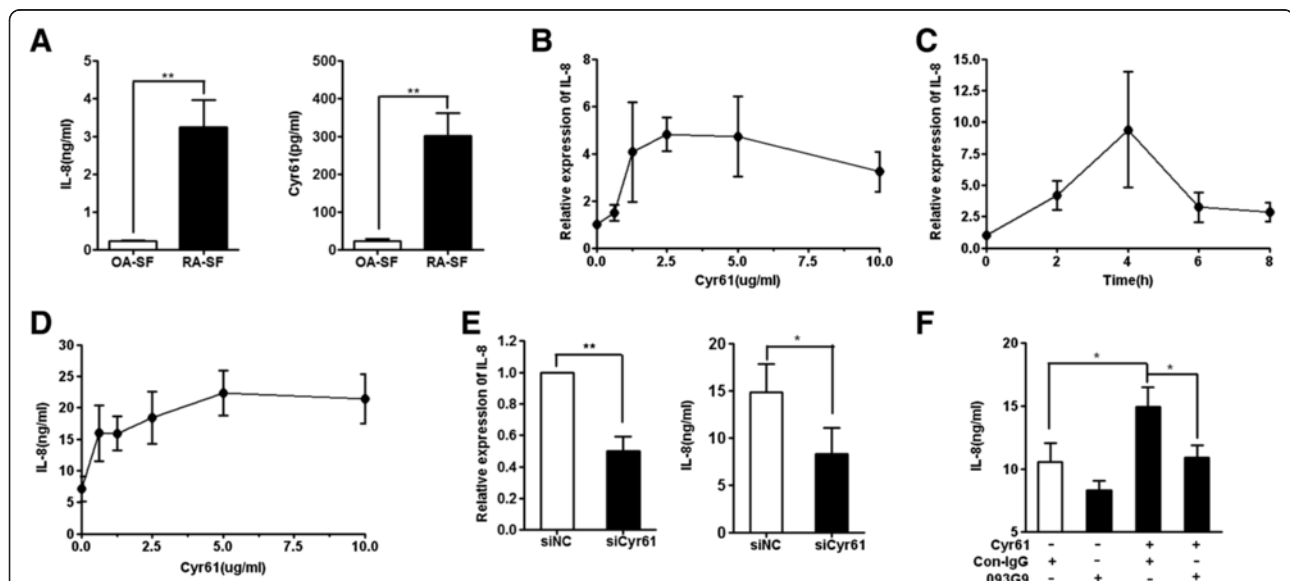 A
IL-8(ng/ml)
5
4
3
2
1
0
**
OA-SF RA-SF
Cyr61(pg/ml)
500
400
300
200
100
0
**
OA-SF RA-SF
B
Relative expression 0f IL-8
8
6
4
2
0
0.0 2.5 5.0 7.5 10.0
Cyr61(ug/ml)
C
Relative expression 0f IL-8
15.0
12.5
10.0
7.5
5.0
2.5
0.0
0 2 4 6 8
Time(h)
D
IL-8(ng/ml)
30
25
20
15
10
5
0
0.0 2.5 5.0 7.5 10.0
Cyr61(ug/ml)
E
Relative expression 0f IL-8
1.2
1.0
0.8
0.6
0.4
0.2
0.0
**
siNC siCyr61
IL-8(ng/ml)
20
15
10
5
0
*
siNC siCyr61
F
IL-8(ng/ml)
20
15
10
5
* *
Cyr61 - - + +
Con-IgG + - + -
093G9 - + - +